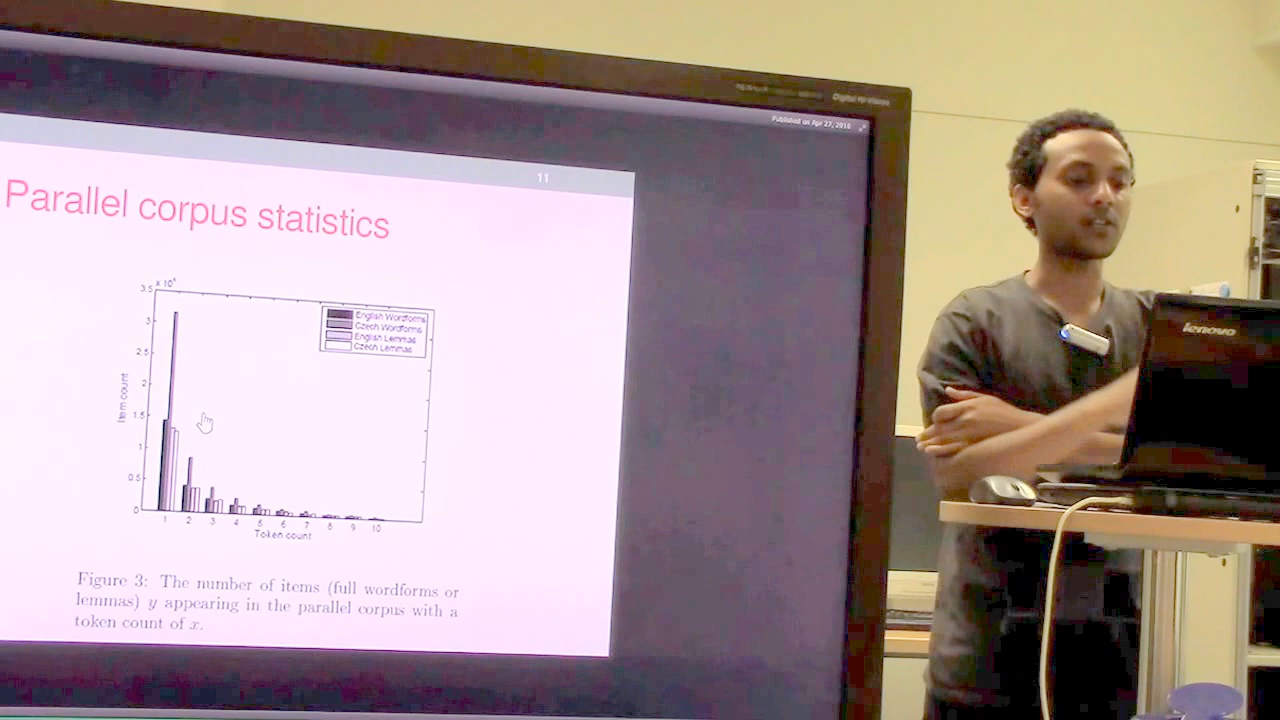 Digital Hi-Vision
Published on Apr 27, 2016
11
Parallel corpus statistics
3.5 x 10⁴
3
2.5
2
1.5
1
0.5
0
Item count
English Wordforms
Czech Wordforms
English Lemmas
Czech Lemmas
1 2 3 4 5 6 7 8 9 10
Token count
Figure 3: The number of items (full wordforms or
lemmas) y appearing in the parallel corpus with a
token count of x.
lenovo